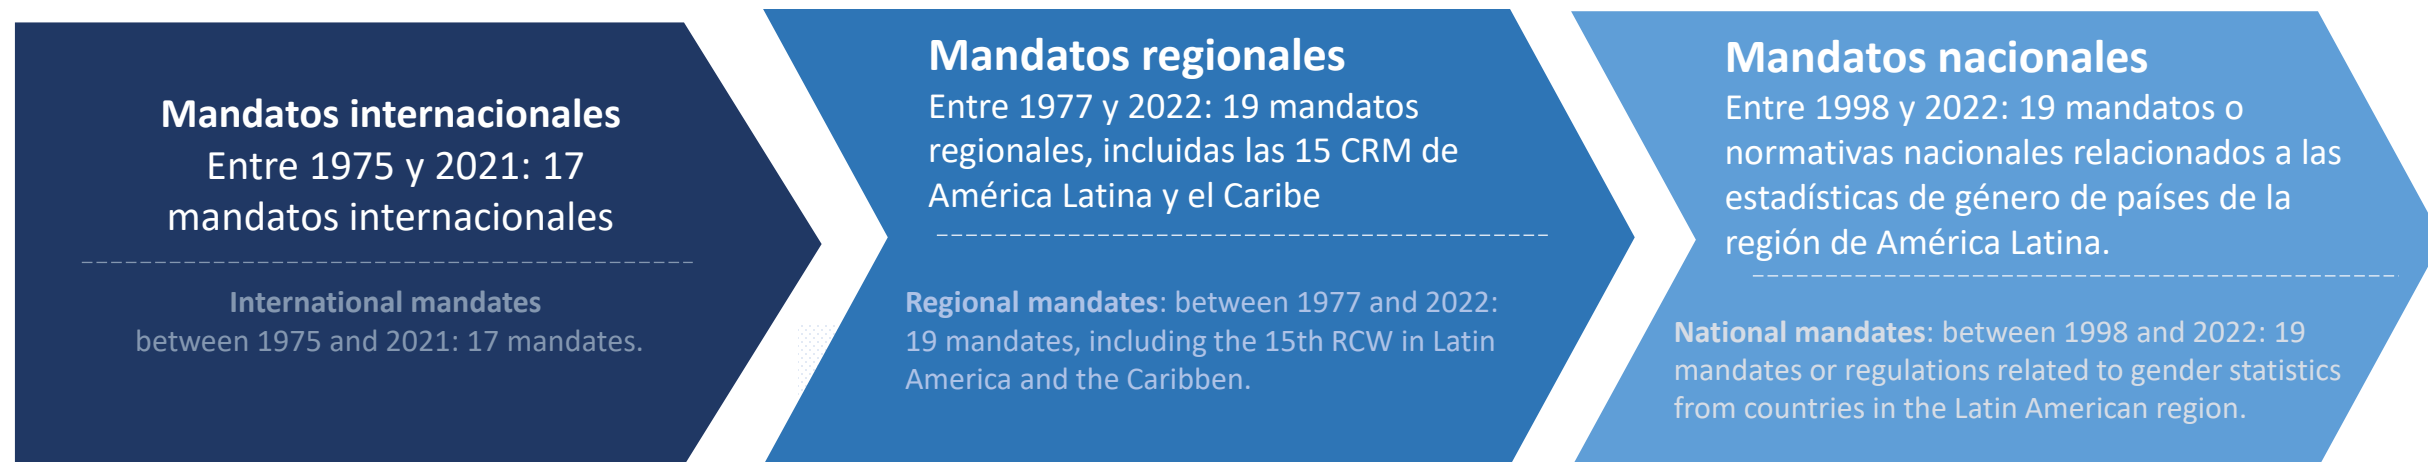 Mandatos internacionales
Entre 1975 y 2021: 17
mandatos internacionales
International mandates
between 1975 and 2021: 17 mandates.
Mandatos regionales
Entre 1977 y 2022: 19 mandatos
regionales, incluidas las 15 CRM de
América Latina y el Caribe
Regional mandates: between 1977 and 2022:
19 mandates, including the 15th RCW in Latin
America and the Caribben.
Mandatos nacionales
Entre 1998 y 2022: 19 mandatos o
normativas nacionales relacionados a las
estadísticas de género de países de la
región de América Latina.
National mandates: between 1998 and 2022: 19
mandates or regulations related to gender statistics
from countries in the Latin American region.